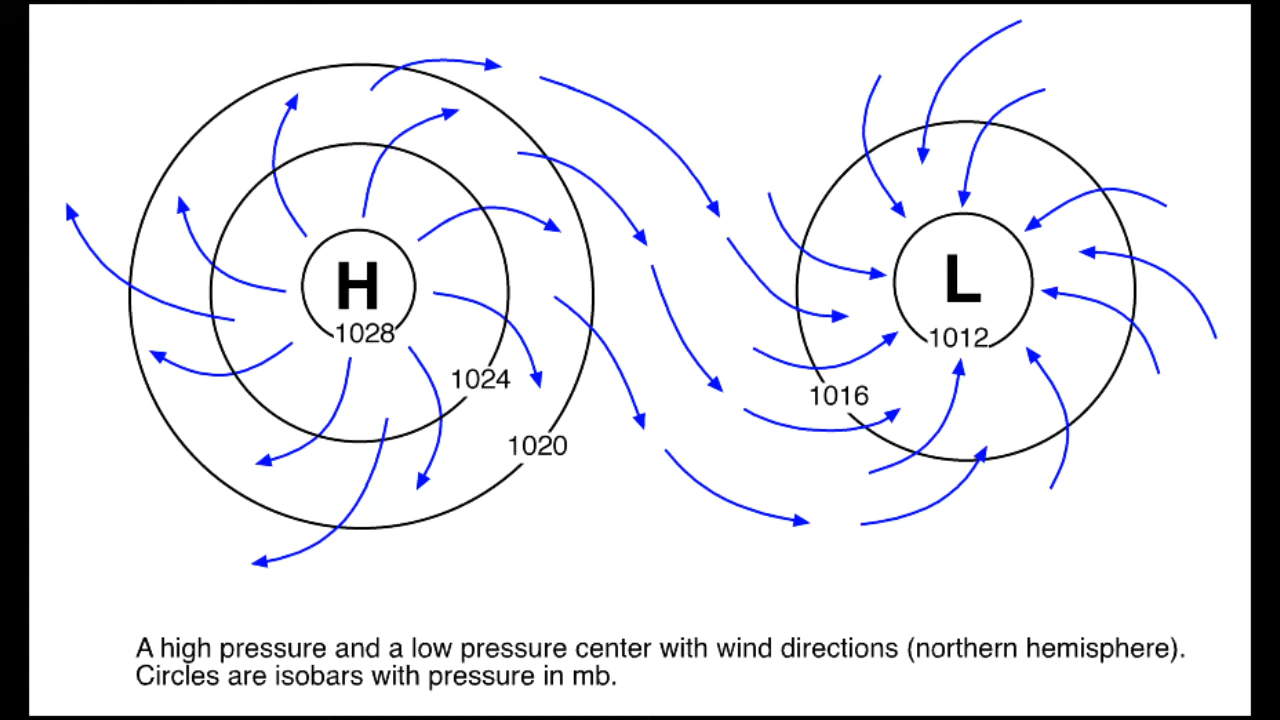 H
1028
1024
1020
L
1012
1016
A high pressure and a low pressure center with wind directions (northern hemisphere).
Circles are isobars with pressure in mb.